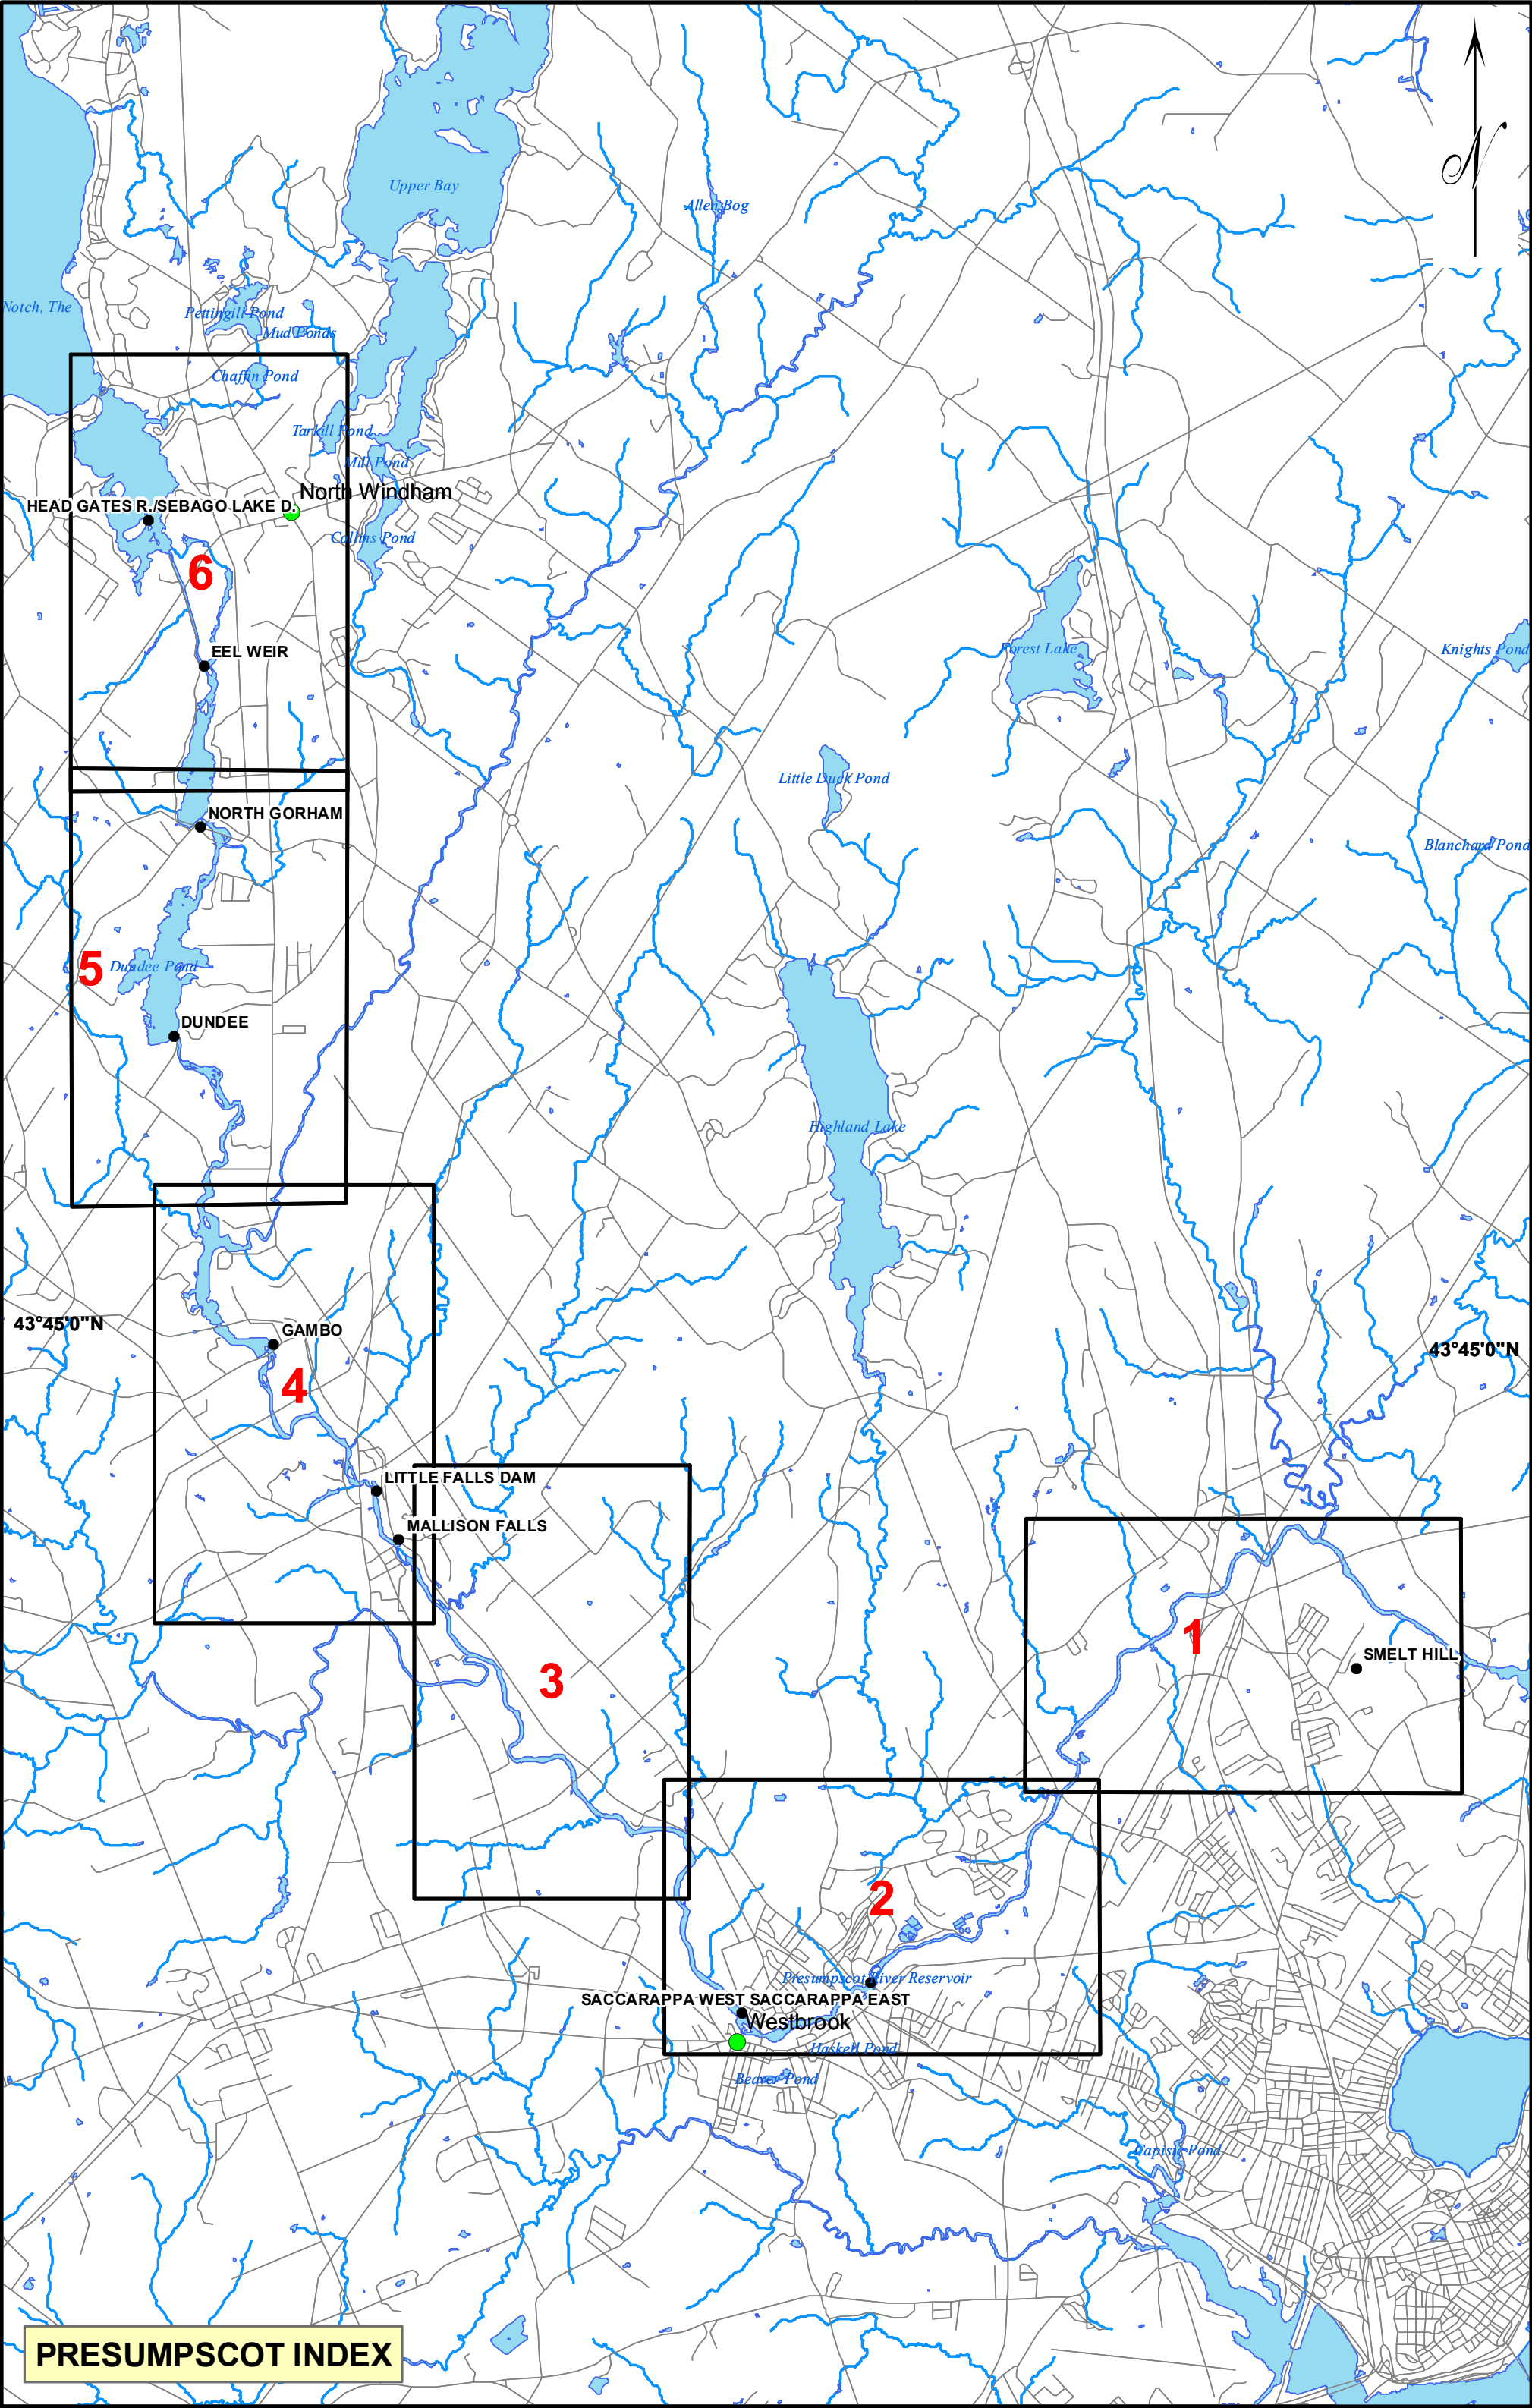 N
Upper Bay
Allen Bog
Notch, The
Pettingill Pond
Mud Ponds
Chaffin Pond
Tarkill Pond
Mill Pond
North Windham
HEAD GATES R./SEBAGO LAKE D.
Collins Pond
6
EEL WEIR
Forest Lake
Knights Pond
Little Duck Pond
NORTH GORHAM
Blanchard Pond
5
Dundee Pond
DUNDEE
Highland Lake
43°45'0"N
GAMBO
43°45'0"N
4
LITTLE FALLS DAM
MALLISON FALLS
1
SMELT HILL
3
2
Presumpscot River Reservoir
SACCARAPPA WEST SACCARAPPA EAST
Westbrook
Haskell Pond
Beaver Pond
Capisic Pond
PRESUMPSCOT INDEX